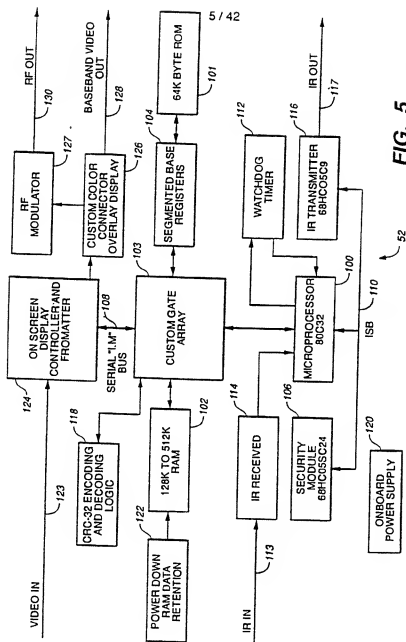 5 / 42
VIDEO IN
123
124
ON SCREEN
DISPLAY
CONTROLLER AND
FROMATTER
RF
MODULATOR
127
RF OUT
130
CUSTOM COLOR
CONNECTOR
OVERLAY DISPLAY
126
BASEBAND VIDEO
OUT
128
118
CRC-32 ENCODING
AND DECODING
LOGIC
SERIAL "I.M"
BUS
108
122
POWER DOWN
RAM DATA
RETENTION
128K TO 512K
RAM
102
CUSTOM GATE
ARRAY
103
SEGMENTED BASE
REGISTERS
104
64K BYTE ROM
101
IR IN
113
IR RECEIVED
114
WATCHDOG
TIMER
112
SECURITY
MODULE
68HC05SC24
106
MICROPROCESSOR
80C32
100
IR TRANSMITTER
68HCO5C9
116
IR OUT
117
ISB
110
ONBOARD
POWER SUPPLY
120
52
FIG. 5